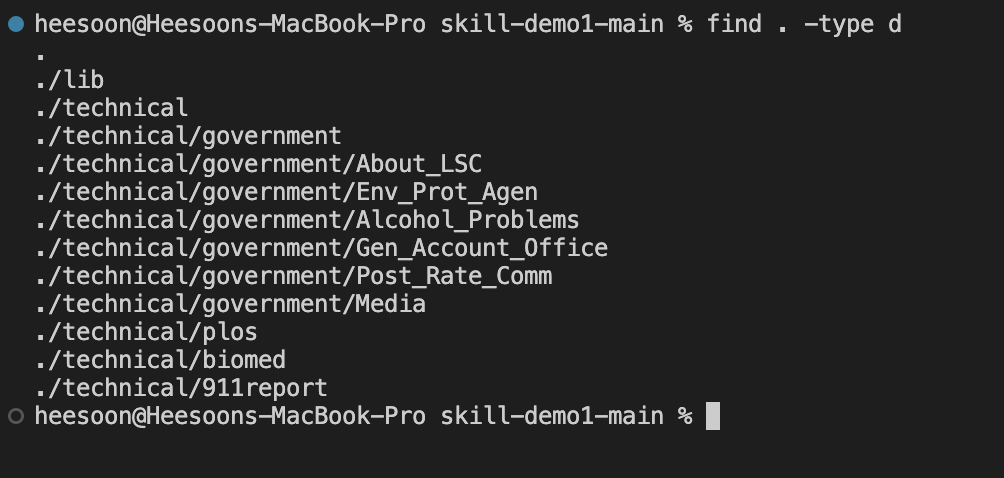 heesoon@Heesoons-MacBook-Pro skill-demo1-main % find . -type d
.
./lib
./technical
./technical/government
./technical/government/About_LSC
./technical/government/Env_Prot_Agen
./technical/government/Alcohol_Problems
./technical/government/Gen_Account_Office
./technical/government/Post_Rate_Comm
./technical/government/Media
./technical/plos
./technical/biomed
./technical/911report
heesoon@Heesoons-MacBook-Pro skill-demo1-main %